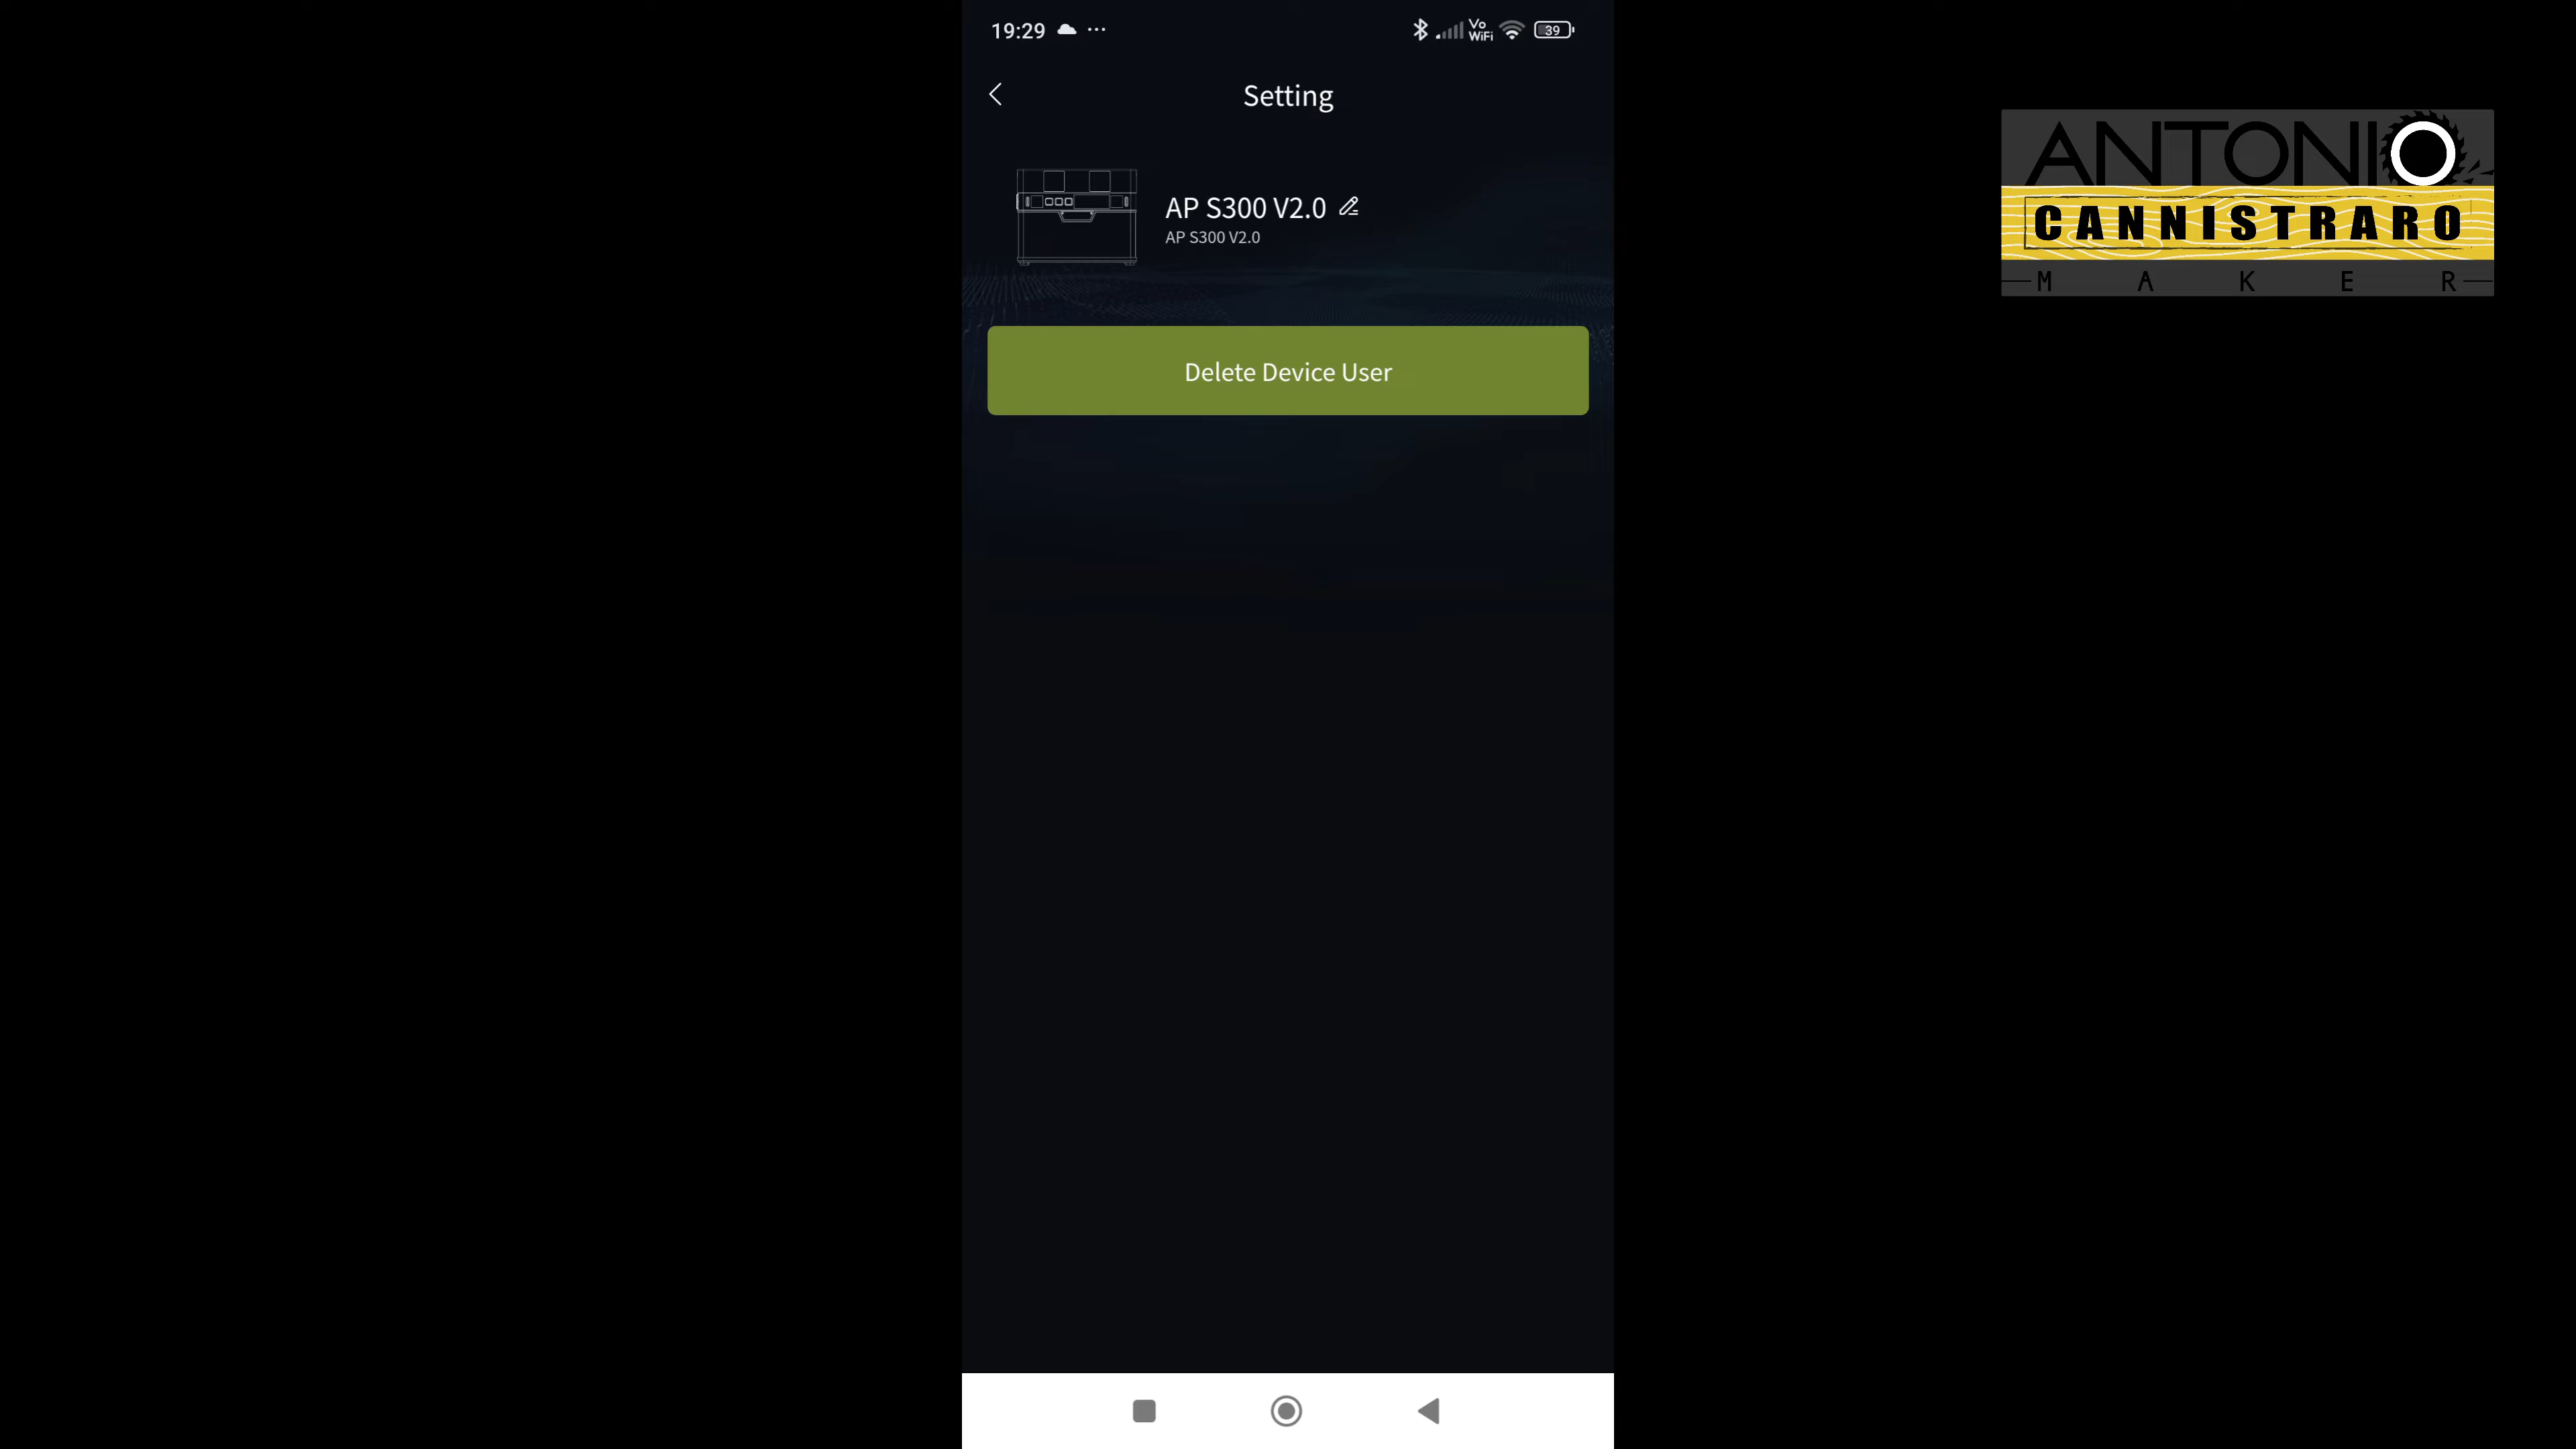 19:29
Vo
WiFi
39
Setting
AP S300 V2.0
AP S300 V2.0
Delete Device User
ANTONIO
CANNISTRARO
MAKER